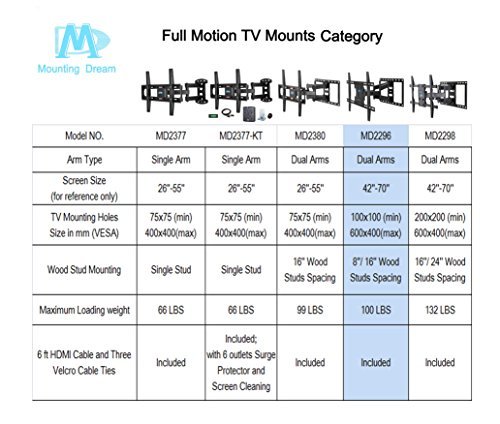 MD
Mounting Dream
Full Motion TV Mounts Category
Model NO. MD2377 MD2377-KT MD2380 MD2296 MD2298
Arm Type Single Arm Single Arm Dual Arms Dual Arms Dual Arms
Screen Size
(for reference only) 26"-55" 26"-55" 26"-55" 42"-70" 42"-70"
TV Mounting Holes 75x75 (min) 75x75 (min) 75x75 (min) 100x100 (min) 200x200 (min)
Size in mm (VESA) 400x400(max) 400x400(max) 400x400(max) 600x400(max) 600x400(max)
Wood Stud Mounting Single Stud Single Stud 16" Wood 8"/ 16" Wood 16"/ 24" Wood
Studs Spacing Studs Spacing Studs Spacing
Maximum Loading weight 66 LBS 66 LBS 99 LBS 100 LBS 132 LBS
6 ft HDMI Cable and Three
Velcro Cable Ties Included Included;
with 6 outlets Surge
Protector and
Screen Cleaning Included Included Included